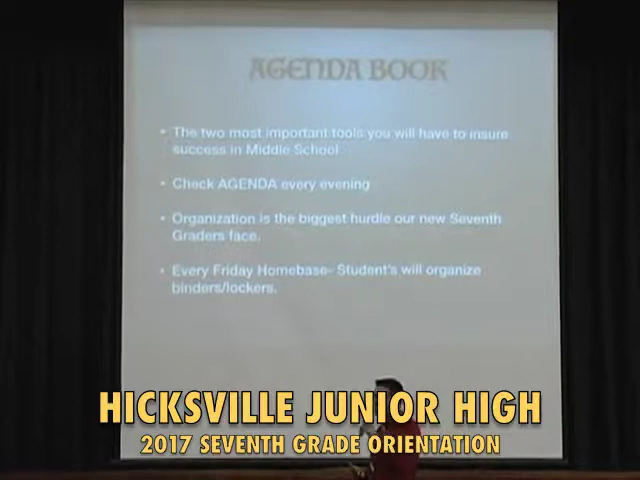 AGENDA BOOK
• The two most important tools you will have to insure
success in Middle School
• Check AGENDA every evening
• Organization is the biggest hurdle our new Seventh
Graders face.
• Every Friday Homebase- Student's will organize
binders/lockers.
HICKSVILLE JUNIOR HIGH
2017 SEVENTH GRADE ORIENTATION